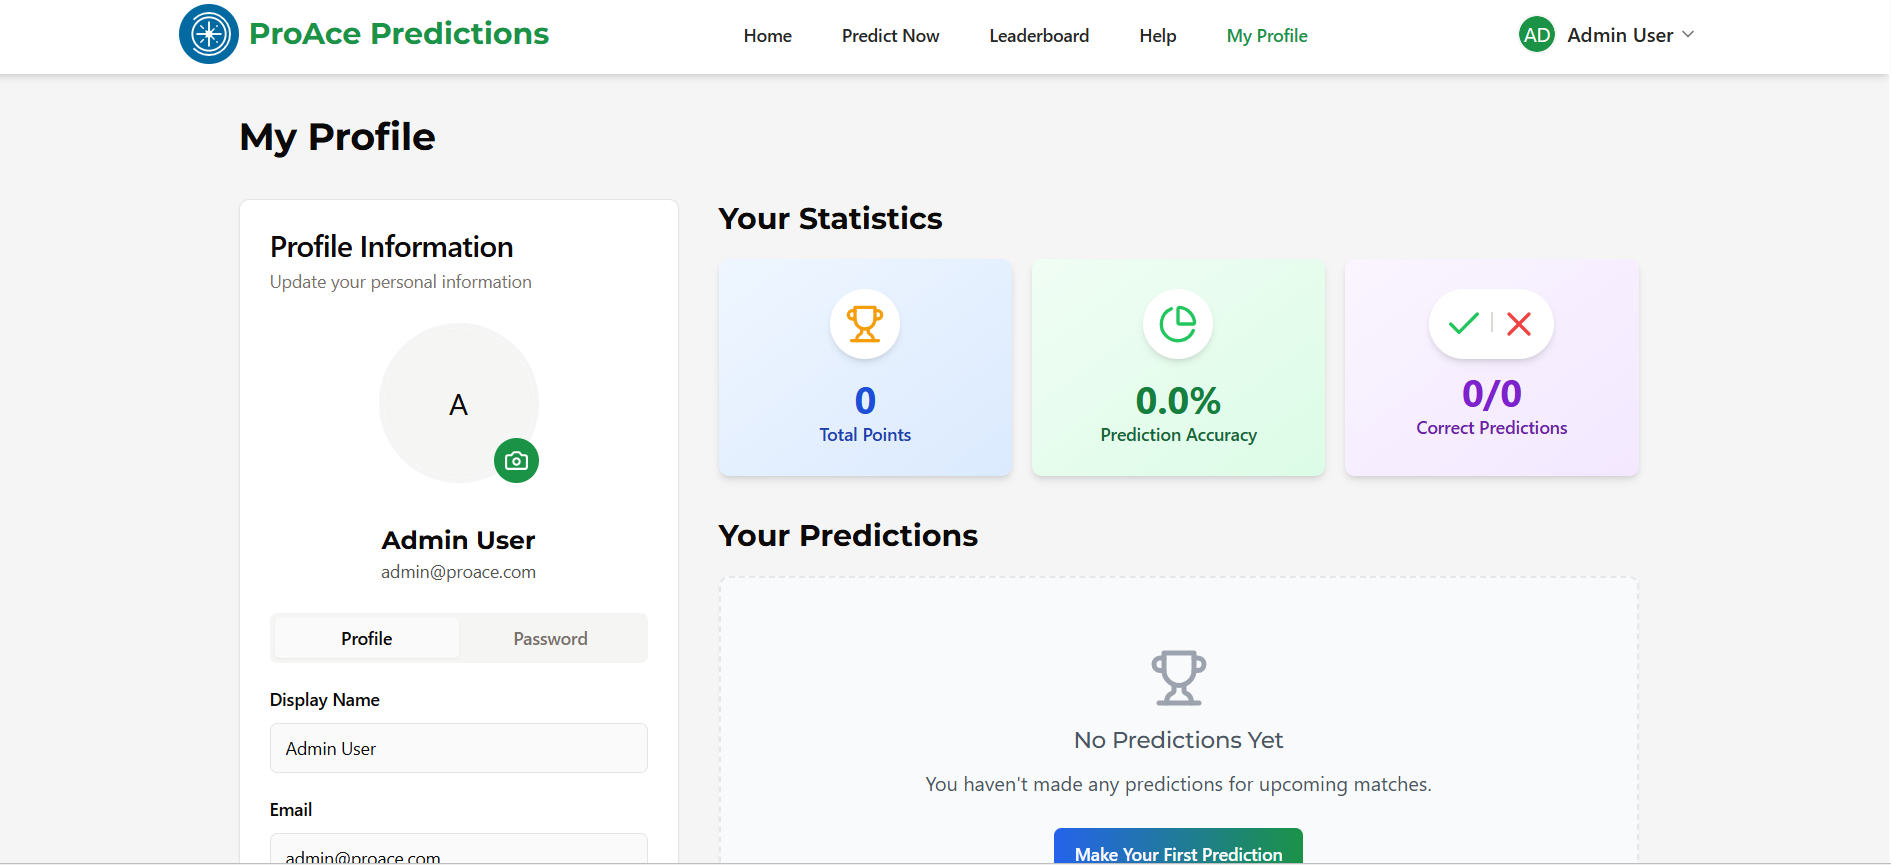 ProAce Predictions
Home
Predict Now
Leaderboard
Help
My Profile
AD
Admin User
My Profile
Profile Information
Update your personal information
A
Admin User
admin@proace.com
Profile
Password
Display Name
Admin User
Email
admin@proace.com
Your Statistics
0
Total Points
0.0%
Prediction Accuracy
0/0
Correct Predictions
Your Predictions
No Predictions Yet
You haven't made any predictions for upcoming matches.
Make Your First Prediction